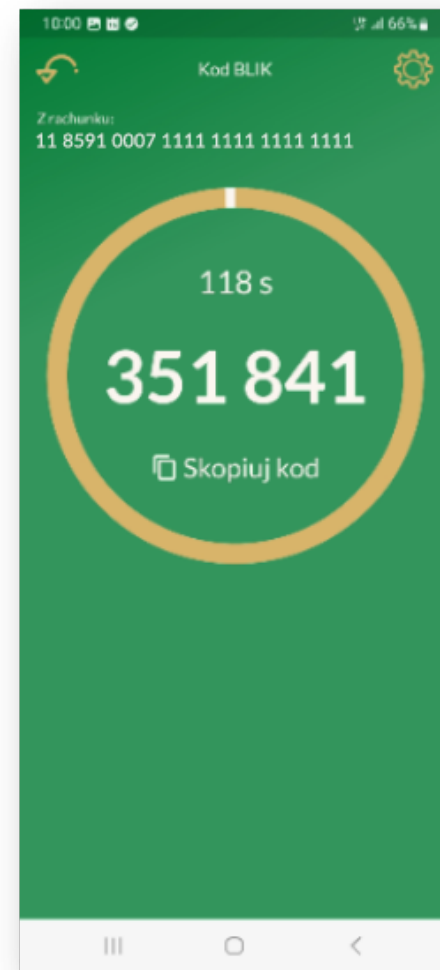 10:00 66%
Kod BLIK
Z rachunku:
11 8591 0007 1111 1111 1111 1111
118 s
351 841
Skopiuj kod